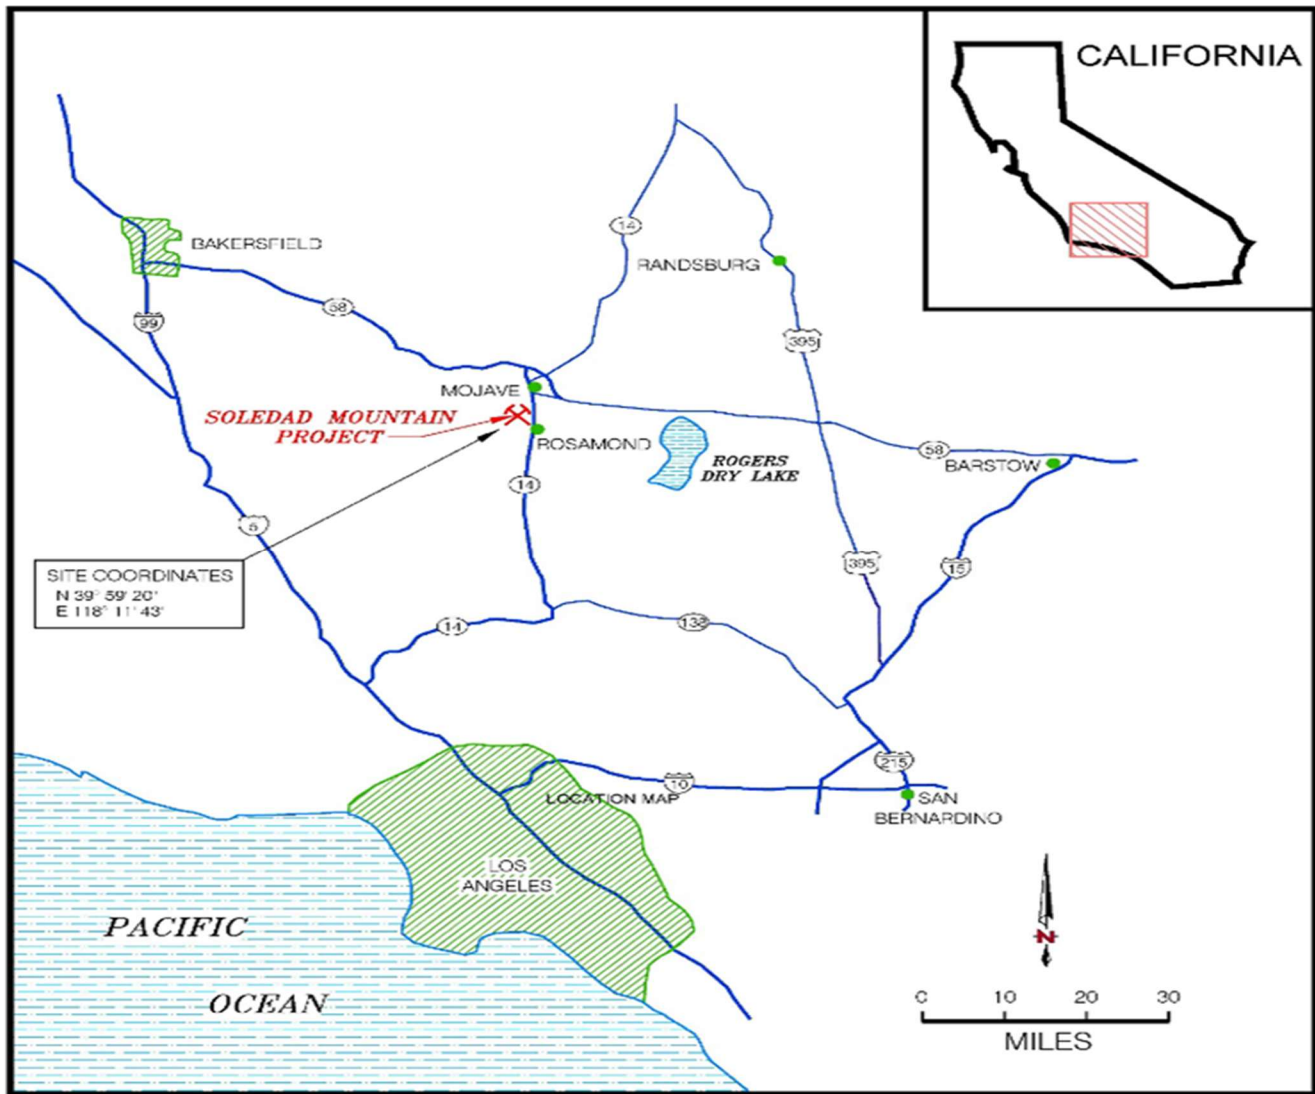 CALIFORNIA
BAKERSFIELD
14
RANDSBURG
58
99
395
MOJAVE
SOLEDAD MOUNTAIN
PROJECT
ROSAMOND
ROGERS
DRY LAKE
58
BARSTOW
14
5
SITE COORDINATES
N 39° 59' 20'
E 118° 11' 43'
395
15
14
138
215
10
LOCATION MAP
SAN
BERNARDINO
LOS
ANGELES
PACIFIC
OCEAN
N
0 10 20 30
MILES